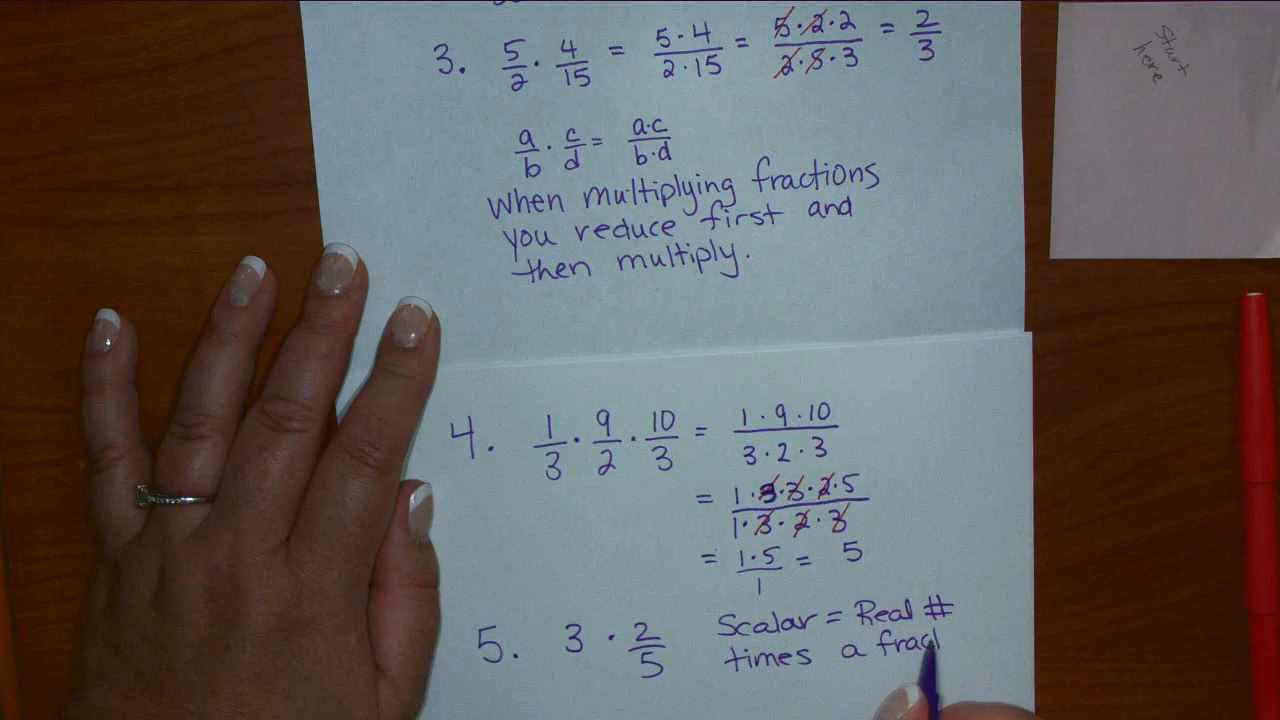 3. 5/2 · 4/15 = 5·4/2·15 = 5·2·2/2·5·3 = 2/3
a/b · c/d = a·c/b·d
When multiplying fractions
you reduce first and
then multiply.
4. 1/3 · 9/2 · 10/3 = 1·9·10/3·2·3
= 1·3·3·2·5/1·3·2·3
= 1·5/1 = 5
5. 3 · 2/5
Scalar = Real #
times a frac
Start
here